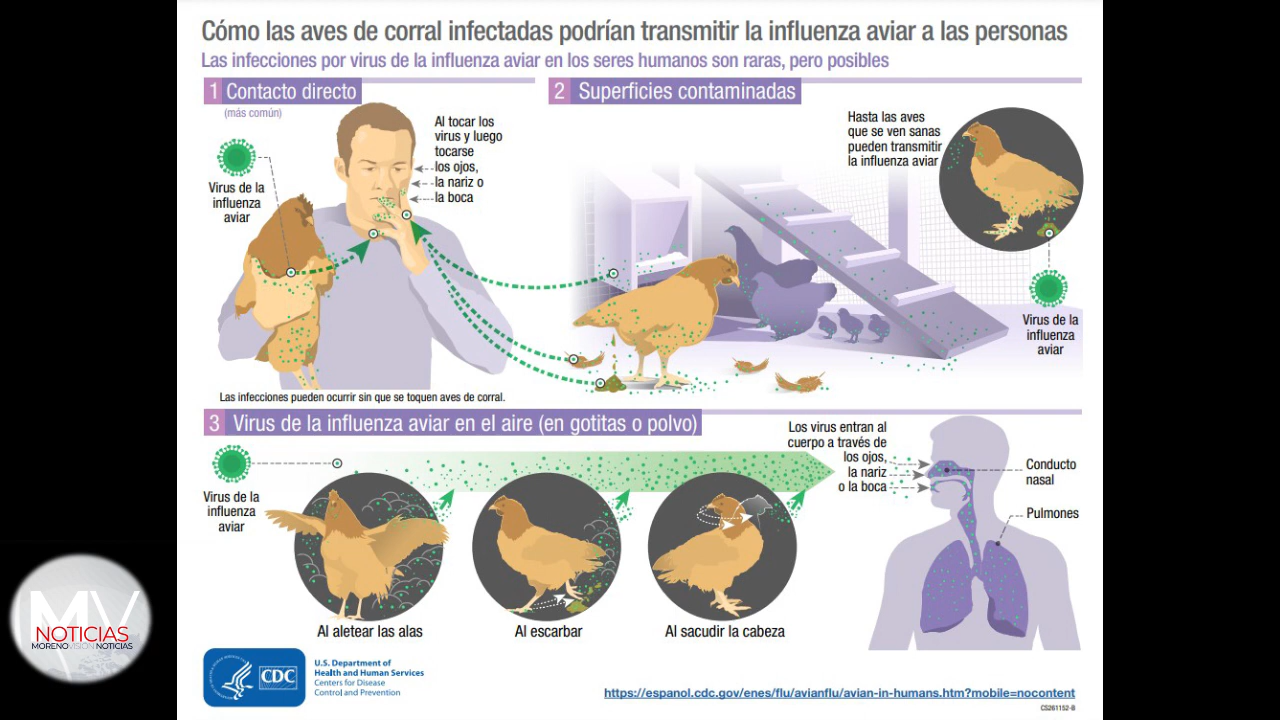 Cómo las aves de corral infectadas podrían transmitir la influenza aviar a las personas
Las infecciones por virus de la influenza aviar en los seres humanos son raras, pero posibles
1 Contacto directo
(más común)
Virus de la
influenza
aviar
Al tocar los
virus y luego
tocarse
los ojos,
la nariz o
la boca
Las infecciones pueden ocurrir sin que se toquen aves de corral.
2 Superficies contaminadas
Hasta las aves
que se ven sanas
pueden transmitir
la influenza aviar
Virus de la
influenza
aviar
3 Virus de la influenza aviar en el aire (en gotitas o polvo)
Virus de la
influenza
aviar
Al aletear las alas
Al escarbar
Al sacudir la cabeza
Los virus entran al
cuerpo a través de
los ojos,
la nariz
o la boca
Conducto
nasal
Pulmones
MV
NOTICIAS
MORENOVISION NOTICIAS
CDC
U.S. Department of
Health and Human Services
Centers for Disease
Control and Prevention
https://espanol.cdc.gov/enes/flu/avianflu/avian-in-humans.htm?mobile=nocontent
CS261152-B